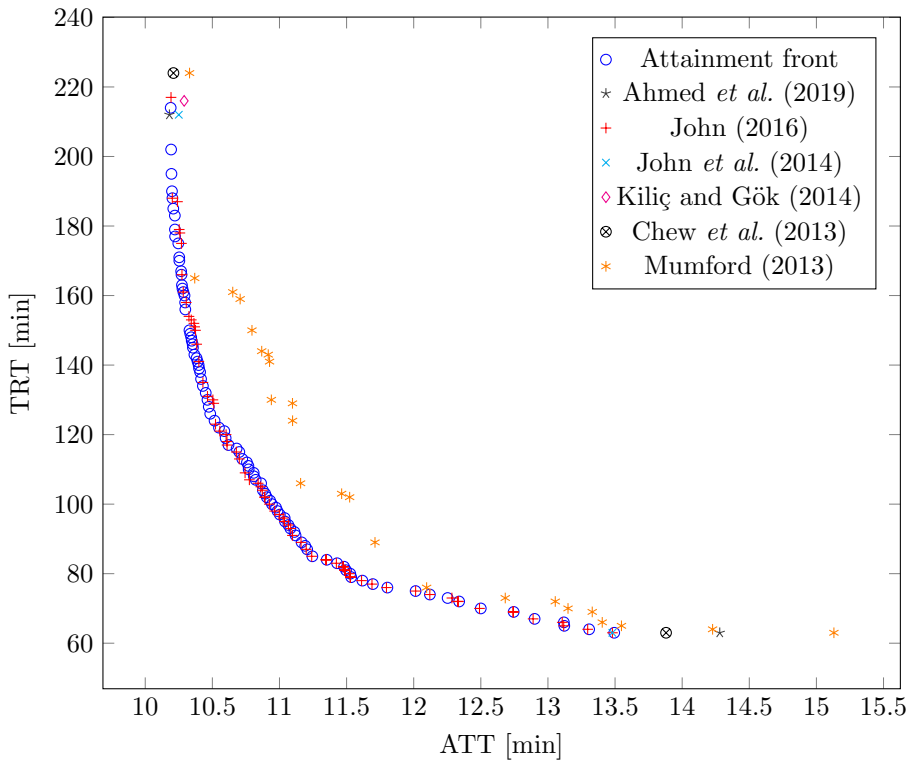 240
220
200
180
160
140
120
100
80
60
TRT [min]
10
10.5
11
11.5
12
12.5
13
13.5
14
14.5
15
15.5
ATT [min]
Attainment front
Ahmed et al. (2019)
John (2016)
John et al. (2014)
Kiliç and Gök (2014)
Chew et al. (2013)
Mumford (2013)